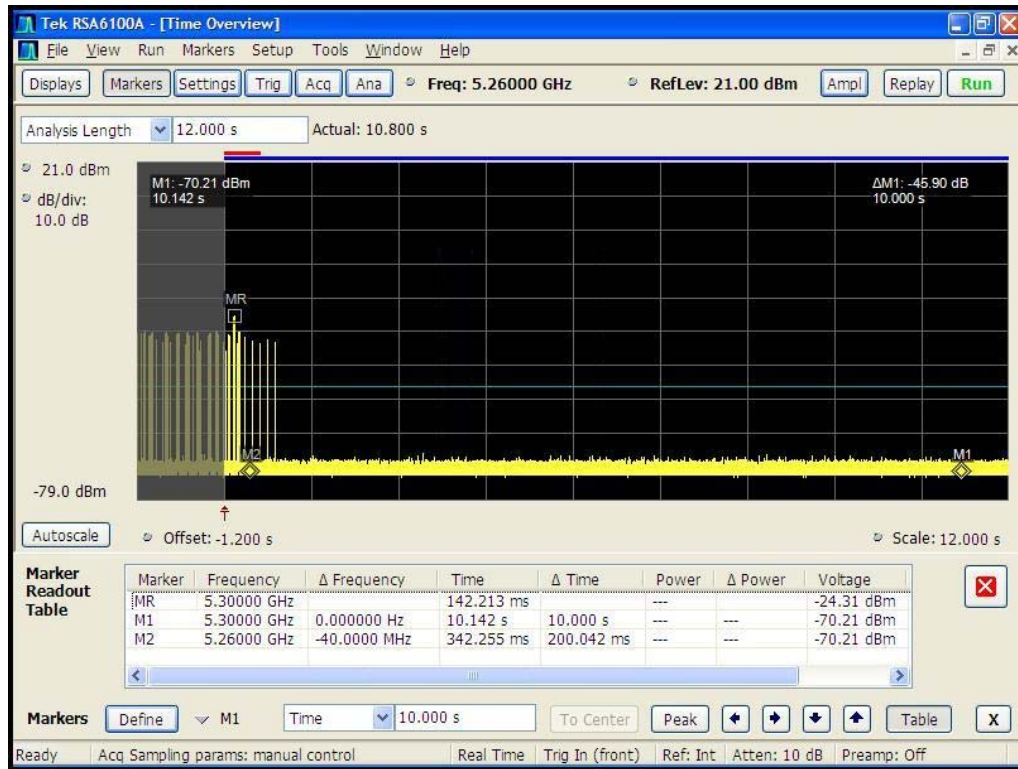 Tek RSA6100A - [Time Overview]
File View Run Markers Setup Tools Window Help
Displays Markers Settings Trig Acq Ana Freq: 5.26000 GHz RefLev: 21.00 dBm Ampl Replay Run
Analysis Length 12.000 s Actual: 10.800 s
21.0 dBm
dB/div:
10.0 dB
M1: -70.21 dBm
10.142 s
ΔM1: -45.90 dB
10.000 s
MR
M2
M1
-79.0 dBm
Autoscale Offset: -1.200 s Scale: 12.000 s
Marker
Readout
Table
Marker Frequency Δ Frequency Time Δ Time Power Δ Power Voltage
MR 5.30000 GHz 142.213 ms --- -24.31 dBm
M1 5.30000 GHz 0.000000 Hz 10.142 s 10.000 s --- --- -70.21 dBm
M2 5.26000 GHz -40.0000 MHz 342.255 ms 200.042 ms --- --- -70.21 dBm
Markers Define M1 Time 10.000 s To Center Peak Table X
Ready Acq Sampling params: manual control Real Time Trig In (front) Ref: Int Atten: 10 dB Preamp: Off